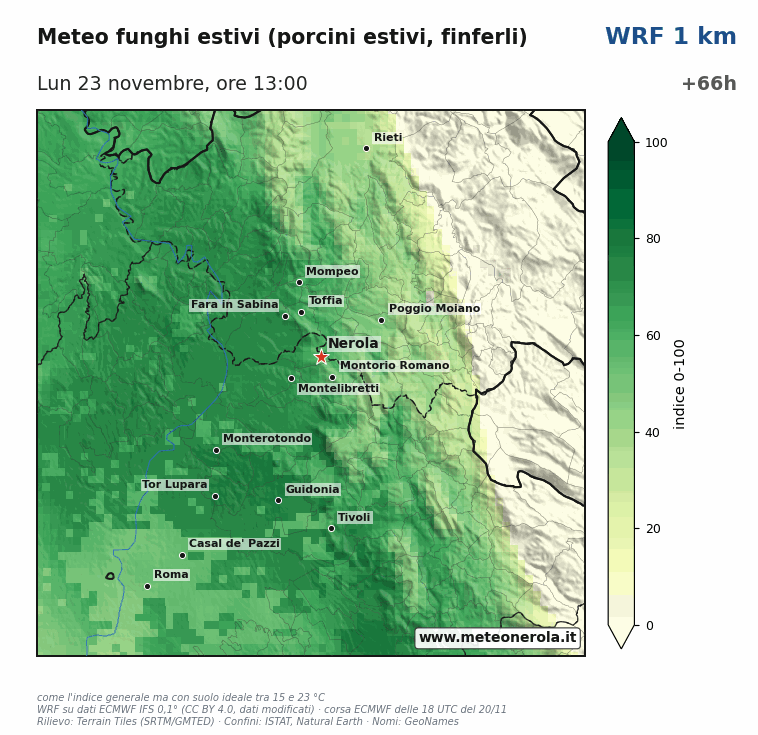 Meteo funghi estivi (porcini estivi, finferli)
WRF 1 km
Lun 23 novembre, ore 13:00
+66h
Rieti
Mompeo
Toffia
Fara in Sabina
Poggio Moiano
Nerola
Montorio Romano
Montelibretti
Monterotondo
Tor Lupara
Guidonia
Tivoli
Casal de' Pazzi
Roma
www.meteonerola.it
100
80
60
40
20
0
indice 0-100
come l'indice generale ma con suolo ideale tra 15 e 23 °C
WRF su dati ECMWF IFS 0,1° (CC BY 4.0, dati modificati) · corsa ECMWF delle 18 UTC del 20/11
Rilievo: Terrain Tiles (SRTM/GMTED) · Confini: ISTAT, Natural Earth · Nomi: GeoNames